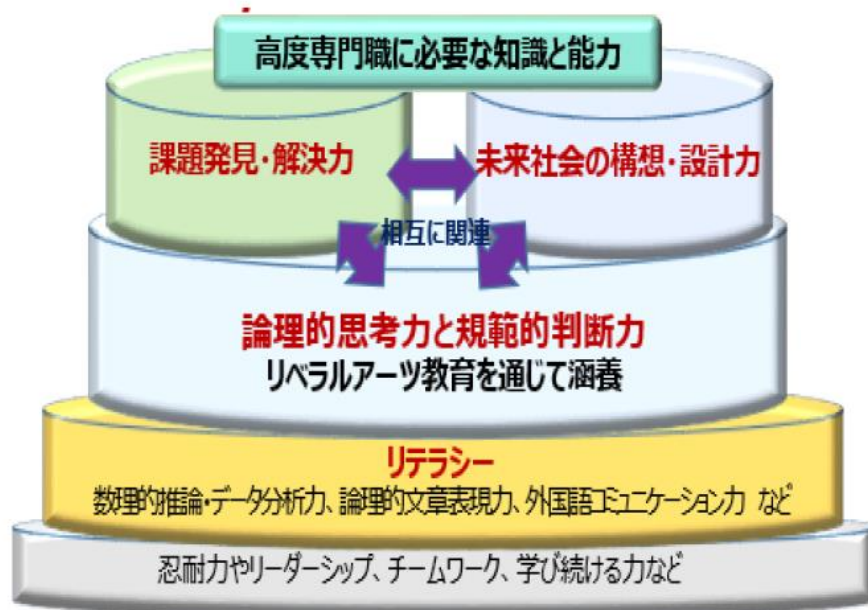 高度専門職に必要な知識と能力
課題発見・解決力
未来社会の構想・設計力
相互に関連
論理的思考力と規範的判断力
リベラルアーツ教育を通じて涵養
リテラシー
数理的推論・データ分析力、論理的文章表現力、外国語コミュニケーション力 など
忍耐力やリーダーシップ、チームワーク、学び続ける力など